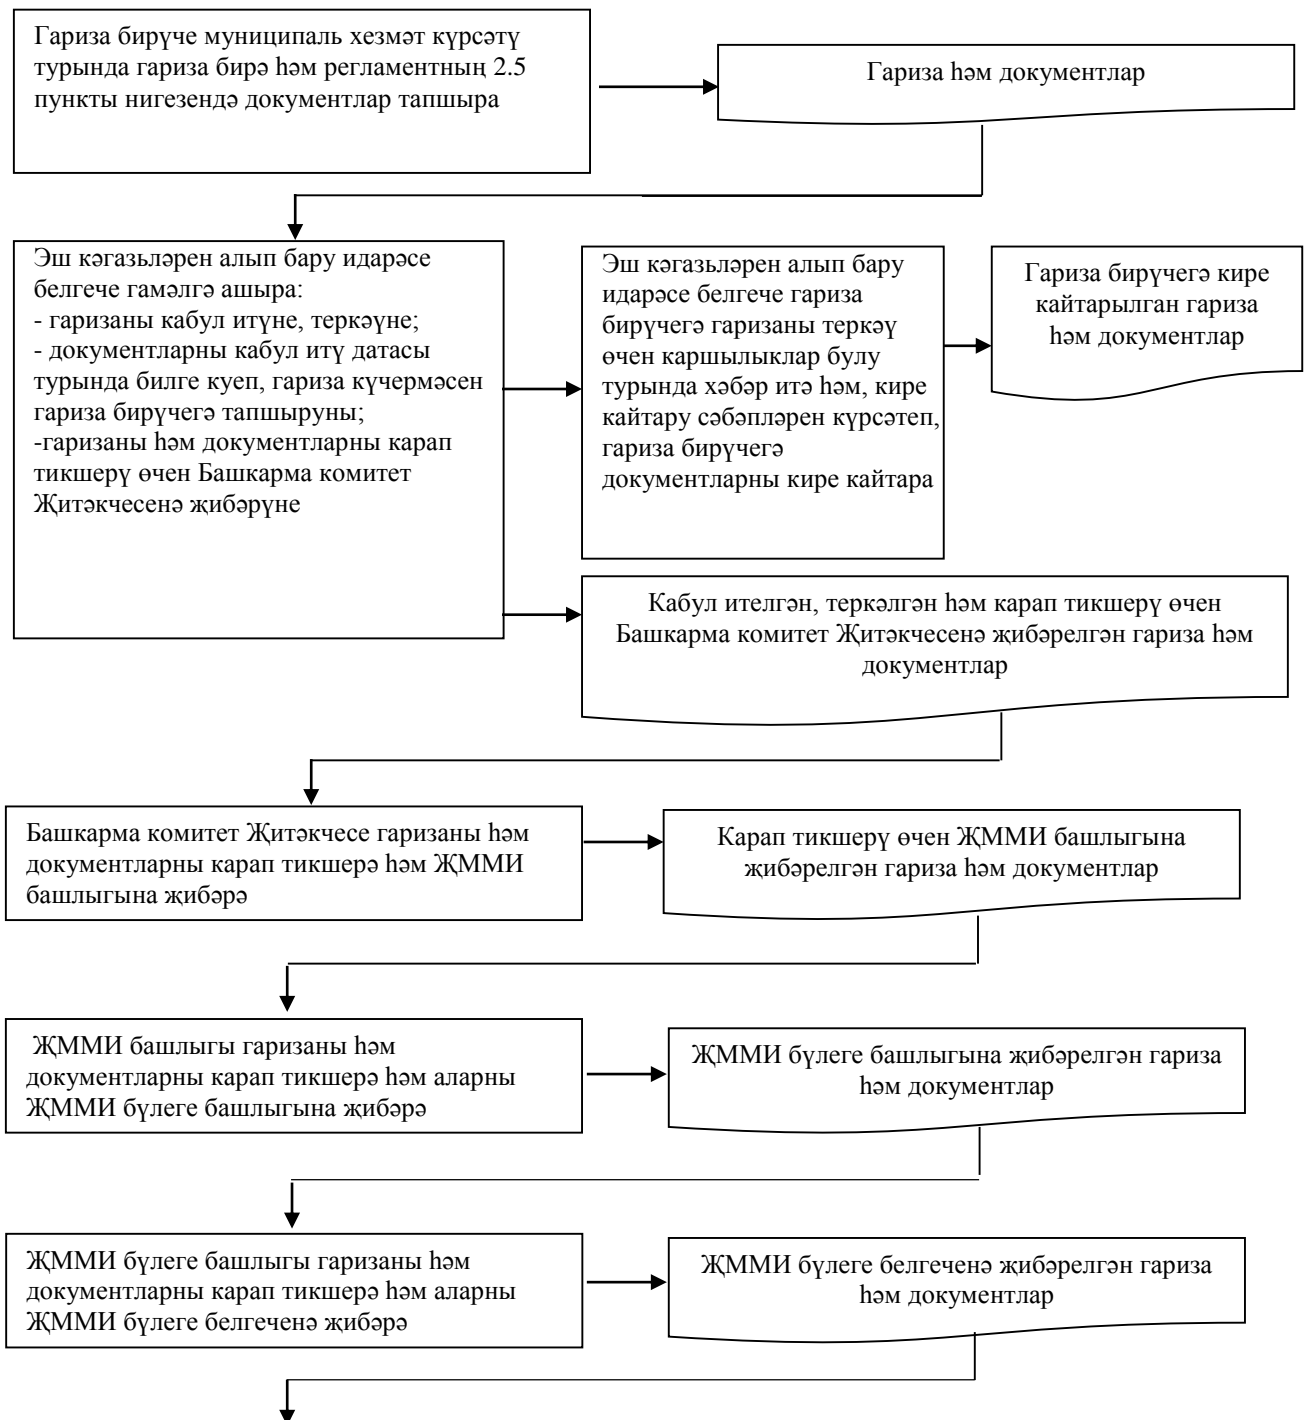 Гариза бирүче муниципаль хезмәт күрсәтү
турында гариза бирә һәм регламентның 2.5
пункты нигезендә документлар тапшыра
Гариза һәм документлар
Эш кәгазьләрен алып бару идарәсе
белгече гамәлгә ашыра:
- гаризаны кабул итүне, теркәүне;
- документларны кабул итү датасы
турында билге куеп, гариза күчермәсен
гариза бирүчегә тапшыруны;
-гаризаны һәм документларны карап
тикшерү өчен Башкарма комитет
Җитәкчесенә җибәрүне
Эш кәгазьләрен алып бару
идарәсе белгече гариза
бирүчегә гаризаны теркәү
өчен каршылыклар булу
турында хәбәр итә һәм, кире
кайтару сәбәпләрен күрсәтеп,
гариза бирүчегә
документларны кире кайтара
Гариза бирүчегә кире
кайтарылган гариза
һәм документлар
Кабул ителгән, теркәлгән һәм карап тикшерү өчен
Башкарма комитет Җитәкчесенә җибәрелгән гариза һәм
документлар
Башкарма комитет Җитәкчесе гаризаны һәм
документларны карап тикшерә һәм ҖММИ
башлыгына җибәрә
Карап тикшерү өчен ҖММИ башлыгына
җибәрелгән гариза һәм документлар
ҖММИ башлыгы гаризаны һәм
документларны карап тикшерә һәм аларны
ҖММИ бүлеге башлыгына җибәрә
ҖММИ бүлеге башлыгына җибәрелгән гариза
һәм документлар
ҖММИ бүлеге башлыгы гаризаны һәм
документларны карап тикшерә һәм аларны
ҖММИ бүлеге белгеченә җибәрә
ҖММИ бүлеге белгеченә җибәрелгән гариза
һәм документлар